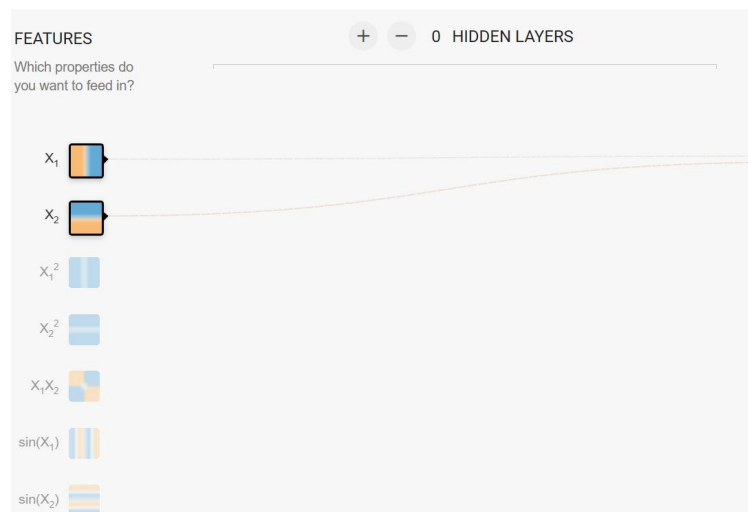 FEATURES
Which properties do
you want to feed in?
+ − 0 HIDDEN LAYERS
X₁
X₂
X₁²
X₂²
X₁X₂
sin(X₁)
sin(X₂)